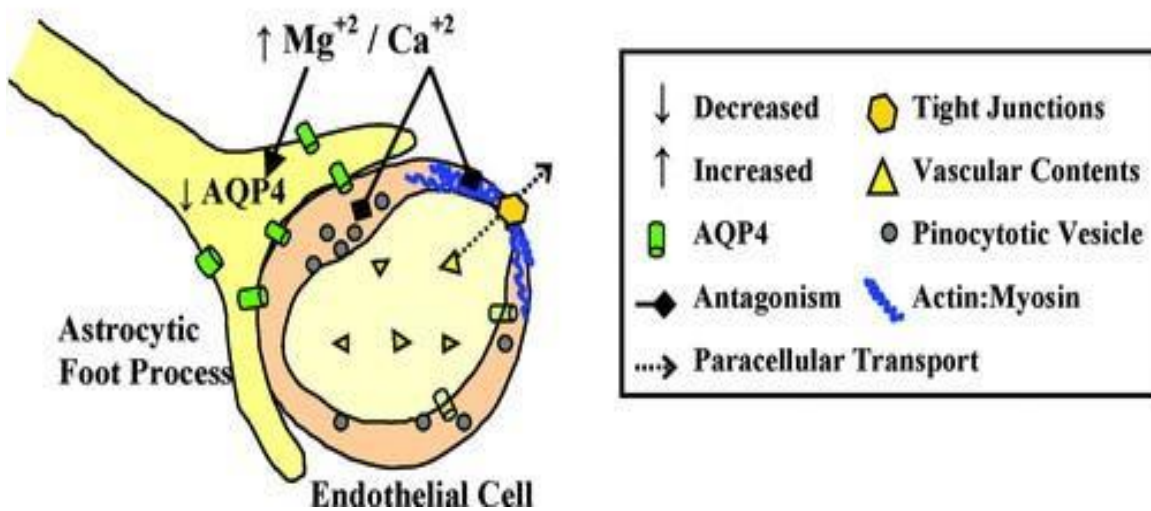 ↑ Mg+2 / Ca+2
↓ AQP4
Astrocytic
Foot Process
Endothelial Cell
↓ Decreased
Tight Junctions
↑ Increased
Vascular Contents
AQP4
Pinocytotic Vesicle
Antagonism
Actin:Myosin
Paracellular Transport